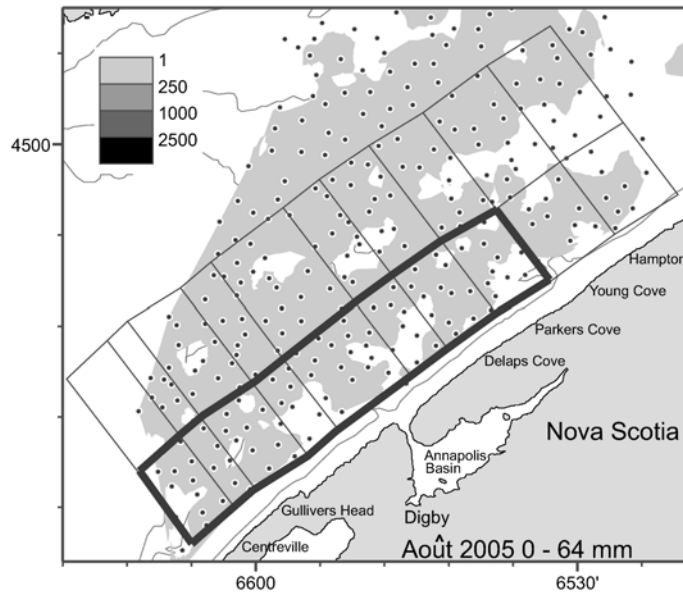 1
250
1000
2500
4500
Hampton
Young Cove
Parkers Cove
Delaps Cove
Nova Scotia
Annapolis
Basin
Gullivers Head
Digby
Centreville
Août 2005 0 - 64 mm
6600
6530'